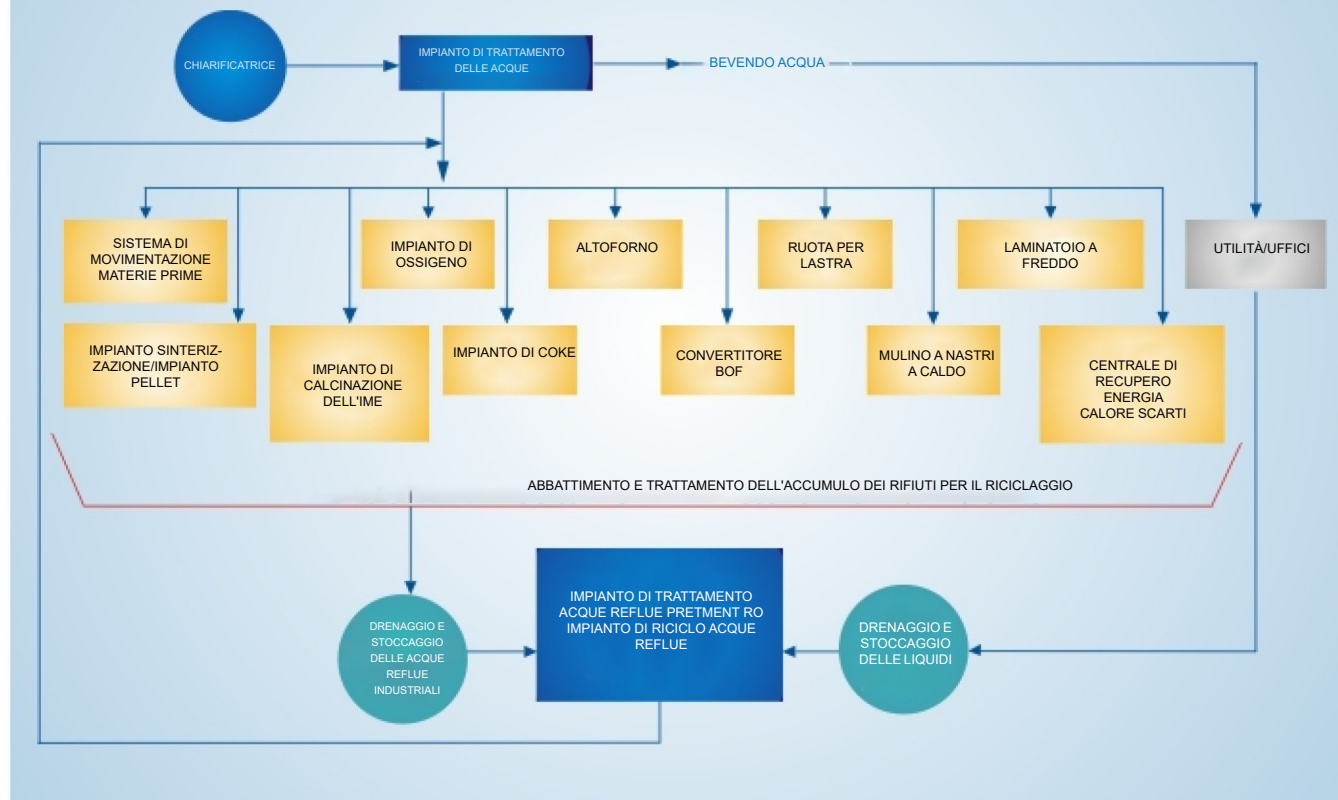 CHIARIFICATRICE
IMPIANTO DI TRATTAMENTO
DELLE ACQUE
BEVENDO ACQUA
SISTEMA DI
MOVIMENTAZIONE
MATERIE PRIME
IMPIANTO DI
OSSIGENO
ALTOFORNO
RUOTA PER
LASTRA
LAMINATOIO A
FREDDO
UTILITÀ/UFFICI
IMPIANTO SINTERIZ-
ZAZIONE/IMPIANTO
PELLET
IMPIANTO DI
CALCINAZIONE
DELL'IME
IMPIANTO DI COKE
CONVERTITORE
BOF
MULINO A NASTRI
A CALDO
CENTRALE DI
RECUPERO
ENERGIA
CALORE SCARTI
ABBATTIMENTO E TRATTAMENTO DELL'ACCUMULO DEI RIFIUTI PER IL RICICLAGGIO
DRENAGGIO E
STOCCAGGIO
DELLE ACQUE
REFLUE
INDUSTRIALI
IMPIANTO DI TRATTAMENTO
ACQUE REFLUE PRETMENT RO
IMPIANTO DI RICICLO ACQUE
REFLUE
DRENAGGIO E
STOCCAGGIO
DELLE LIQUIDI